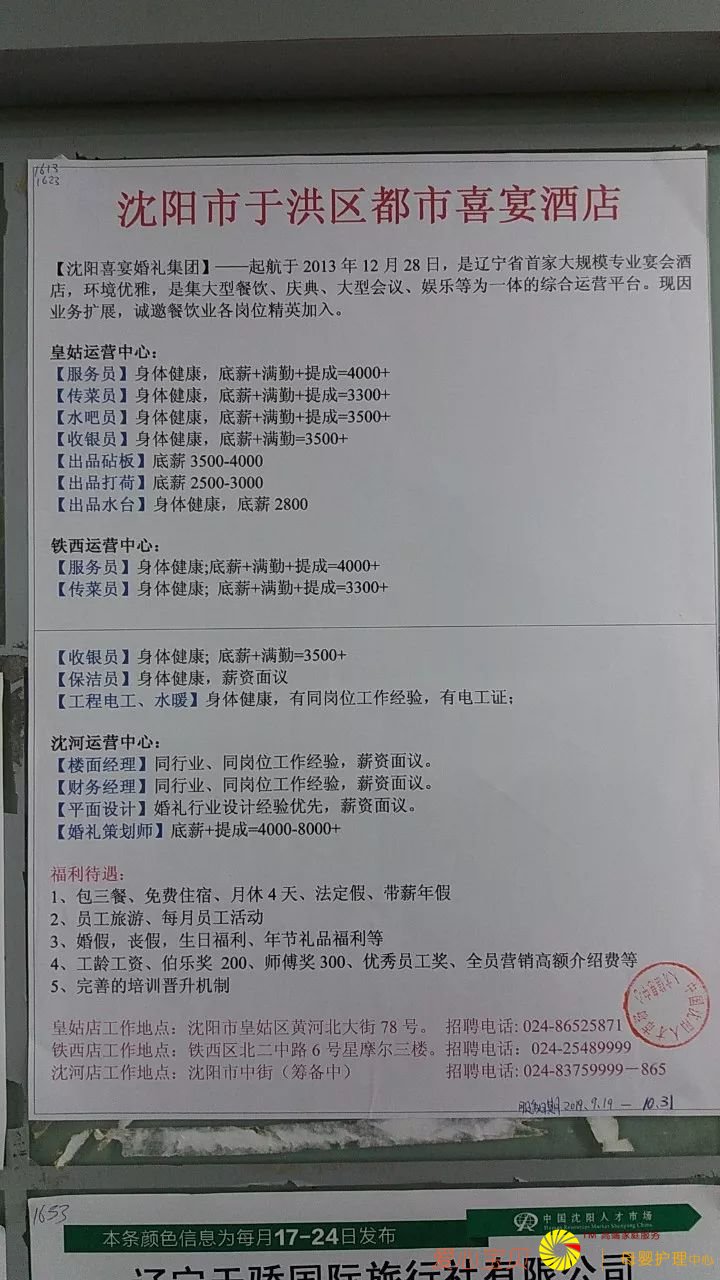 1613
1623
沈阳市于洪区都市喜宴酒店
【沈阳喜宴婚礼集团】——起航于 2013 年 12 月 28 日，是辽宁省首家大规模专业宴会酒
店，环境优雅，是集大型餐饮、庆典、大型会议、娱乐等为一体的综合运营平台。现因
业务扩展，诚邀餐饮业各岗位精英加入。
皇姑运营中心：
【服务员】身体健康，底薪+满勤+提成=4000+
【传菜员】身体健康，底薪+满勤+提成=3300+
【水吧员】身体健康，底薪+满勤+提成=3500+
【收银员】身体健康，底薪+满勤=3500+
【出品砧板】底薪 3500-4000
【出品打荷】底薪 2500-3000
【出品水台】身体健康，底薪 2800
铁西运营中心：
【服务员】身体健康;底薪+满勤+提成=4000+
【传菜员】身体健康; 底薪+满勤+提成=3300+
【收银员】身体健康; 底薪+满勤=3500+
【保洁员】身体健康，薪资面议
【工程电工、水暖】身体健康，有同岗位工作经验，有电工证；
沈河运营中心：
【楼面经理】同行业、同岗位工作经验，薪资面议。
【财务经理】同行业、同岗位工作经验，薪资面议。
【平面设计】婚礼行业设计经验优先，薪资面议。
【婚礼策划师】底薪+提成=4000-8000+
福利待遇：
1、包三餐、免费住宿、月休 4 天、法定假、带薪年假
2、员工旅游、每月员工活动
3、婚假，丧假，生日福利、年节礼品福利等
4、工龄工资、伯乐奖 200、师傅奖 300、优秀员工奖、全员营销高额介绍费等
5、完善的培训晋升机制
皇姑店工作地点：沈阳市皇姑区黄河北大街 78 号。 招聘电话: 024-86525871
铁西店工作地点：铁西区北二中路 6 号星摩尔三楼。招聘电话：024-25489999
沈河店工作地点：沈阳市中街（筹备中） 招聘电话: 024-83759999－865
服务日期 2019.9.19 — 10.31
1653
本条颜色信息为每月17-24日发布
中国沈阳人才市场
TM 高端家庭服务
母婴护理中心
辽宁天骄国际旅行社有限公司